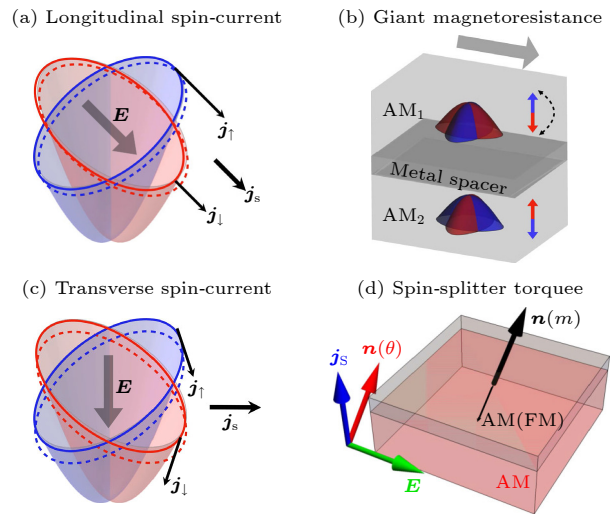 (a) Longitudinal spin-current
E
j↑
js
j↓
(b) Giant magnetoresistance
AM1
Metal spacer
AM2
(c) Transverse spin-current
E
j↑
js
j↓
(d) Spin-splitter torquee
n(m)
jS
n(θ)
AM(FM)
AM
E